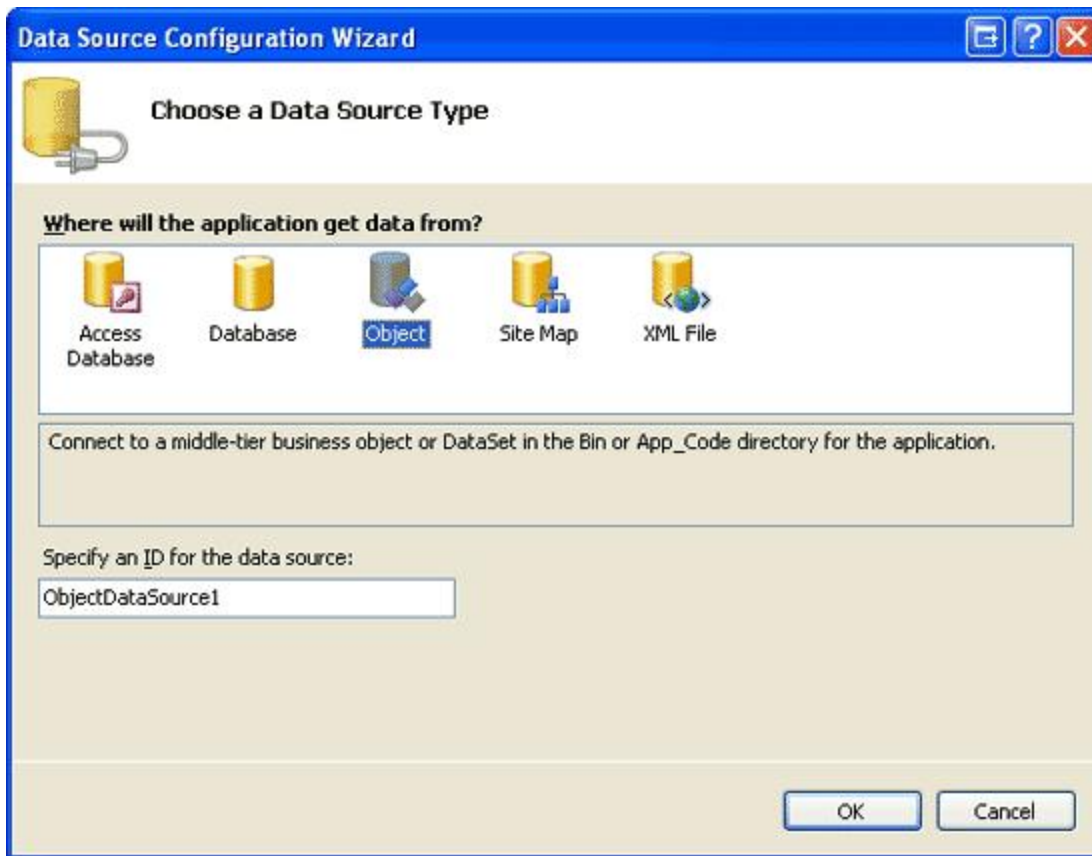 Data Source Configuration Wizard
Choose a Data Source Type
Where will the application get data from?
Access Database
Database
Object
Site Map
XML File
Connect to a middle-tier business object or DataSet in the Bin or App_Code directory for the application.
Specify an ID for the data source:
ObjectDataSource1
OK
Cancel